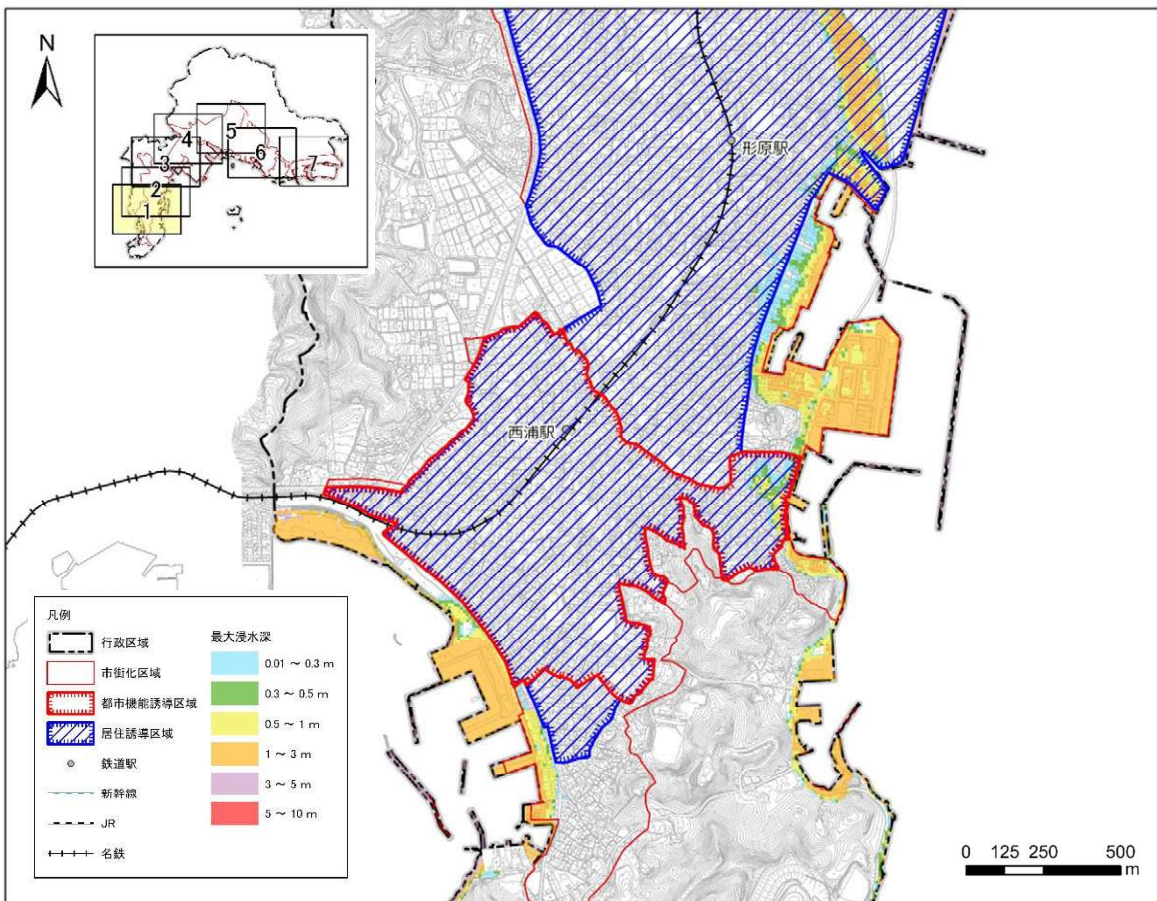 N
4
5
6
7
3
2
1
形原駅
西浦駅
凡例
行政区域
市街化区域
都市機能誘導区域
居住誘導区域
鉄道駅
新幹線
JR
名鉄
最大浸水深
0.01 ～ 0.3 m
0.3 ～ 0.5 m
0.5 ～ 1 m
1 ～ 3 m
3 ～ 5 m
5 ～ 10 m
0 125 250 500
m